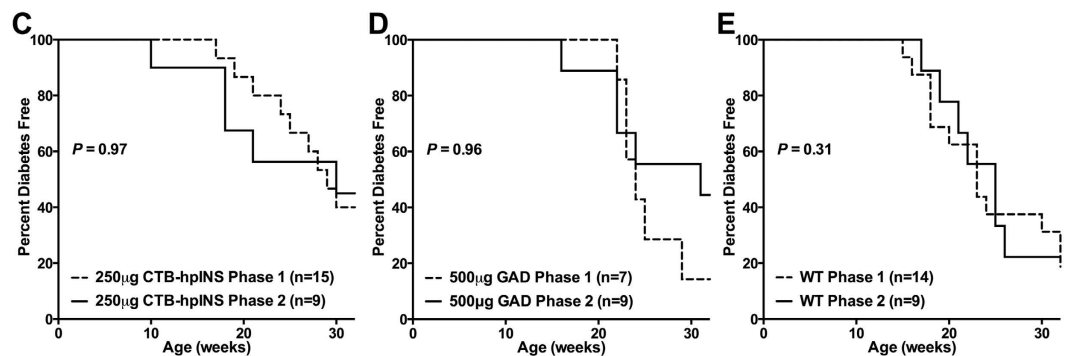 C
Percent Diabetes Free
100
80
60
40
20
0
P = 0.97
250µg CTB-hpINS Phase 1 (n=15)
250µg CTB-hpINS Phase 2 (n=9)
0 10 20 30
Age (weeks)
D
Percent Diabetes Free
100
80
60
40
20
0
P = 0.96
500µg GAD Phase 1 (n=7)
500µg GAD Phase 2 (n=9)
0 10 20 30
Age (weeks)
E
Percent Diabetes Free
100
80
60
40
20
0
P = 0.31
WT Phase 1 (n=14)
WT Phase 2 (n=9)
0 10 20 30
Age (weeks)